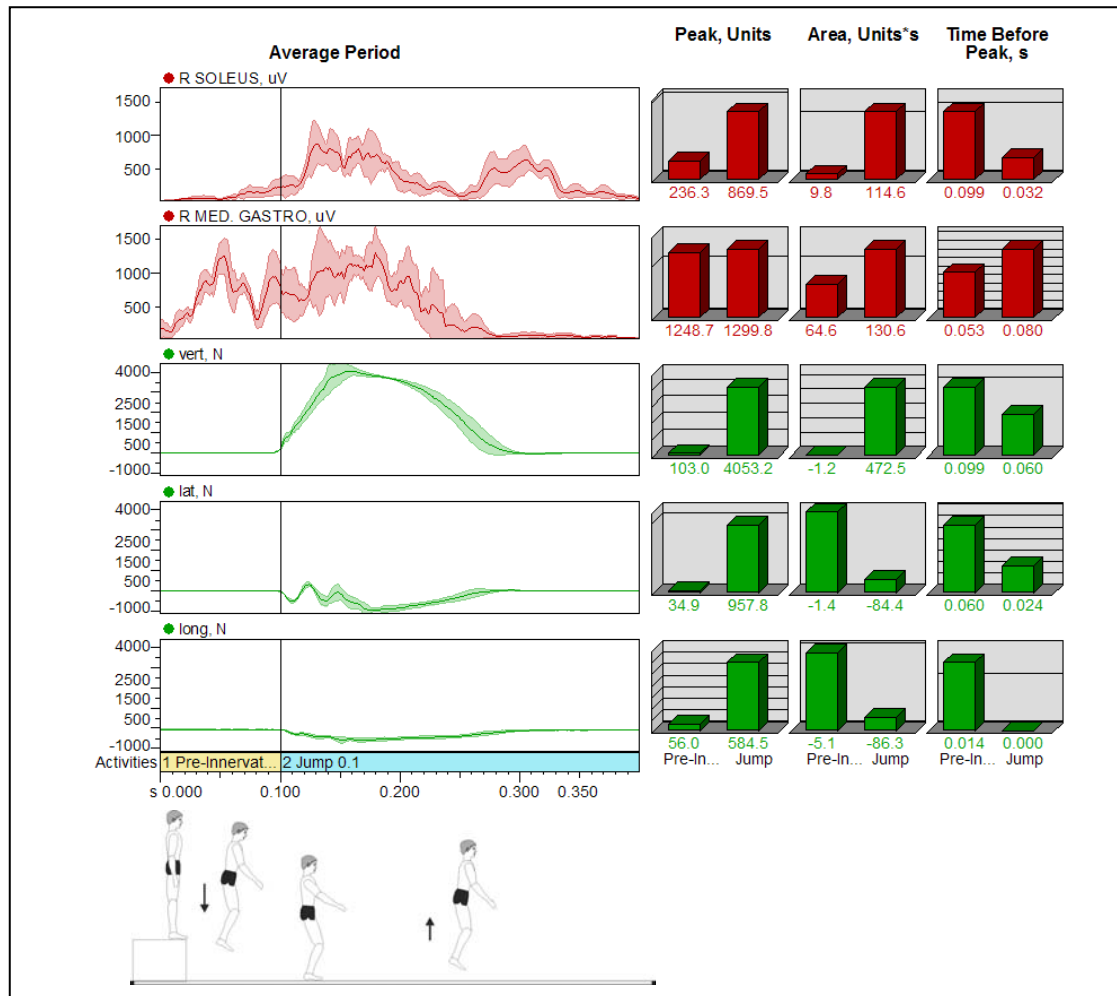 Average Period
Peak, Units
Area, Units*s
Time Before
Peak, s
R SOLEUS, uV
1500
1000
500
236.3 869.5
9.8 114.6
0.099 0.032
R MED. GASTRO, uV
1500
1000
500
1248.7 1299.8
64.6 130.6
0.053 0.080
vert, N
4000
2500
1500
500
-1000
103.0 4053.2
-1.2 472.5
0.099 0.060
lat, N
4000
2500
1500
500
-1000
34.9 957.8
-1.4 -84.4
0.060 0.024
long, N
4000
2500
1500
500
-1000
56.0 584.5
-5.1 -86.3
0.014 0.000
Pre-In... Jump
Pre-In... Jump
Pre-In... Jump
Activities 1 Pre-Innervat... 2 Jump 0.1
s 0.000 0.100 0.200 0.300 0.350